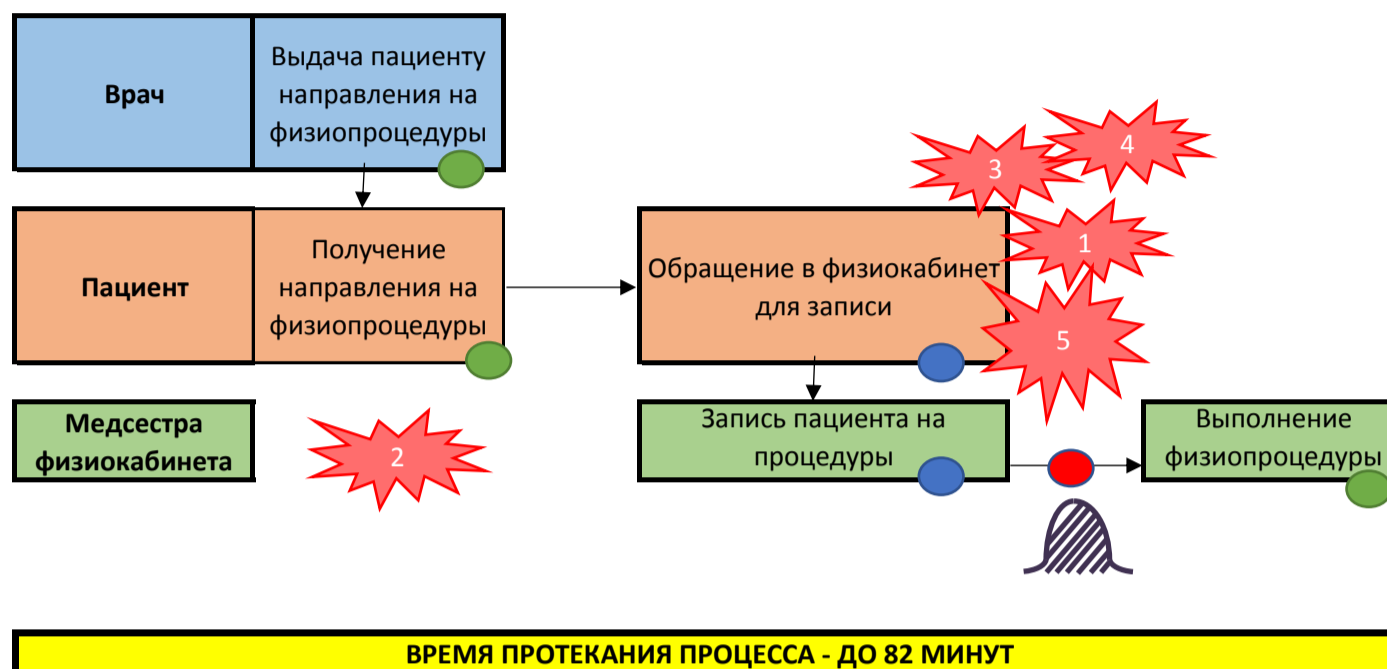 Врач
Выдача пациенту
направления на
физиопроцедуры
3
4
Пациент
Получение
направления на
физиопроцедуры
Обращение в физиокабинет
для записи
1
5
Медсестра
физиокабинета
2
Запись пациента на
процедуры
Выполнение
физиопроцедуры
ВРЕМЯ ПРОТЕКАНИЯ ПРОЦЕССА - ДО 82 МИНУТ